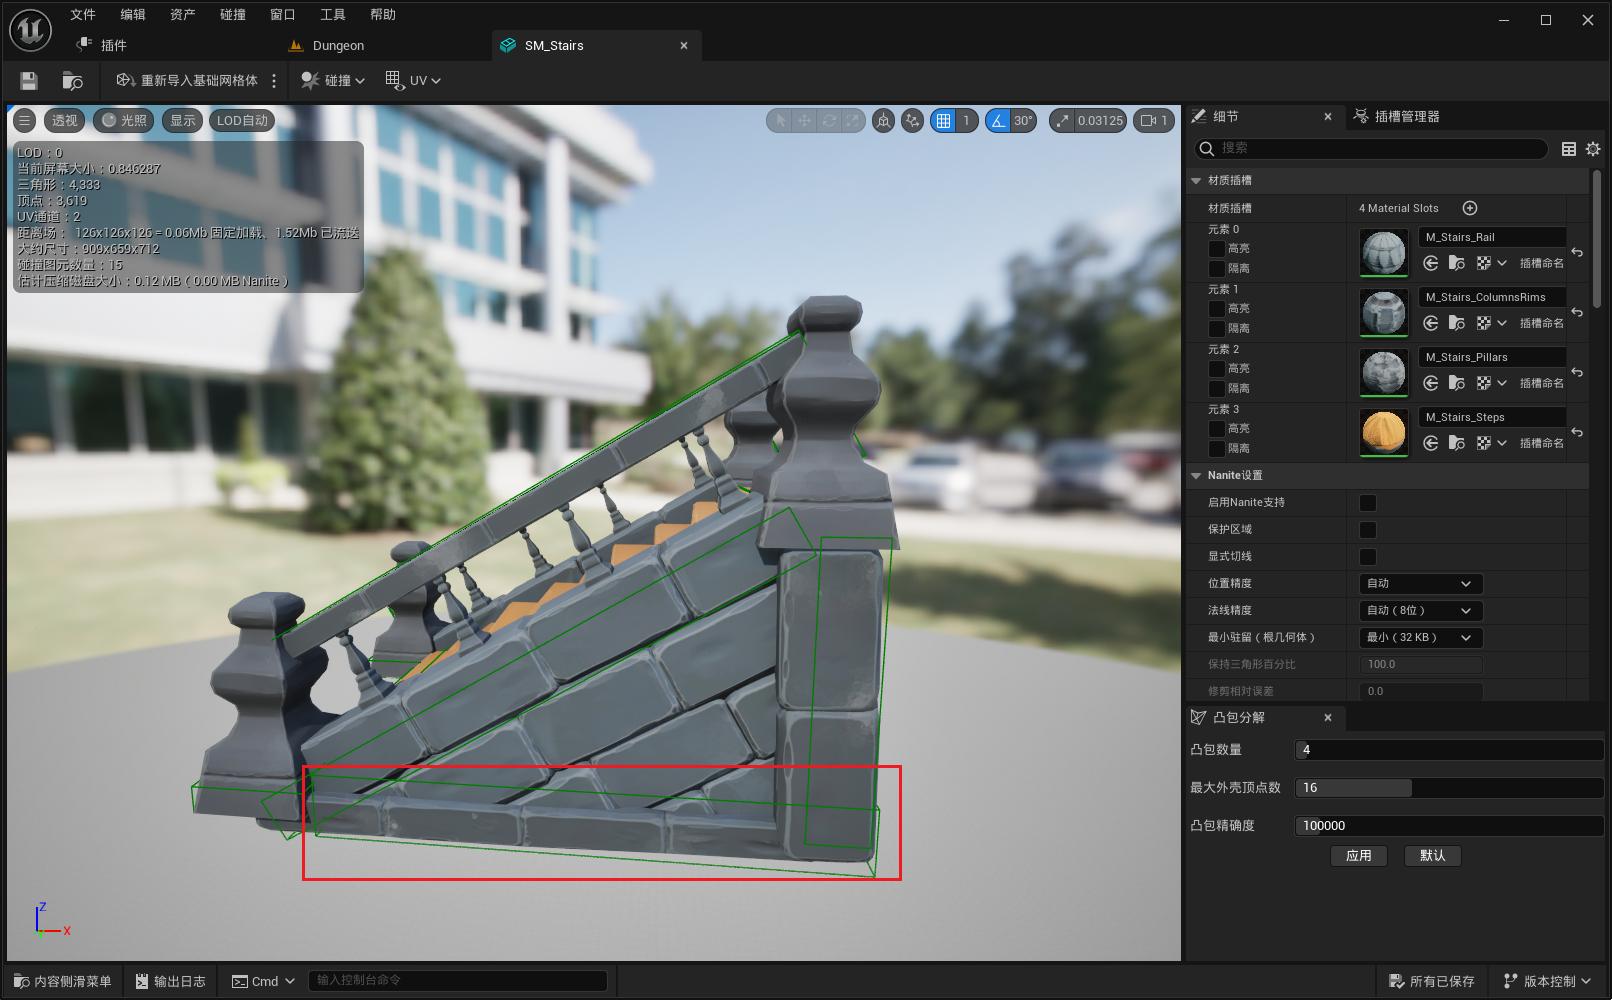 文件 编辑 资产 碰撞 窗口 工具 帮助
插件 Dungeon SM_Stairs
重新导入基础网格体 碰撞 UV
透视 光照 显示 LOD自动 1 30° 0.03125 1
LOD：0
当前屏幕大小：0.846287
三角形：4,333
顶点：3,619
UV通道：2
距离场： 126x126x126 = 0.06Mb 固定加载、1.52Mb 已流送
大约尺寸：909x659x712
碰撞图元数量：15
估计压缩磁盘大小：0.12 MB（0.00 MB Nanite）
Z
X
细节 插槽管理器
搜索
材质插槽
材质插槽 4 Material Slots
元素 0
高亮
隔离
M_Stairs_Rail
插槽命名
元素 1
高亮
隔离
M_Stairs_ColumnsRims
插槽命名
元素 2
高亮
隔离
M_Stairs_Pillars
插槽命名
元素 3
高亮
隔离
M_Stairs_Steps
插槽命名
Nanite设置
启用Nanite支持
保护区域
显式切线
位置精度 自动
法线精度 自动（8位）
最小驻留（根几何体） 最小（32 KB）
保持三角形百分比 100.0
修剪相对误差 0.0
凸包分解
凸包数量 4
最大外壳顶点数 16
凸包精确度 100000
应用 默认
内容侧滑菜单 输出日志 Cmd 输入控制台命令 所有已保存 版本控制